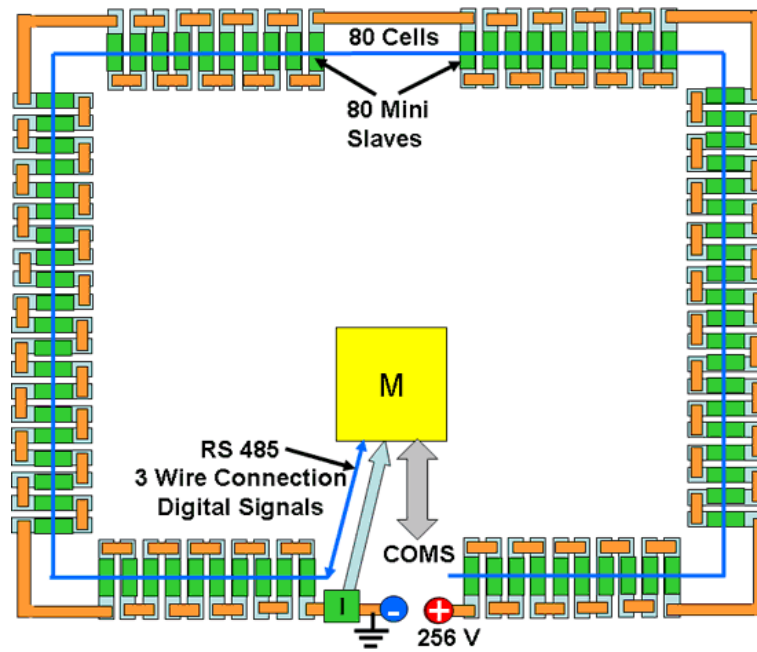 80 Cells
80 Mini
Slaves
M
RS 485
3 Wire Connection
Digital Signals
COMS
I
-
+
256 V